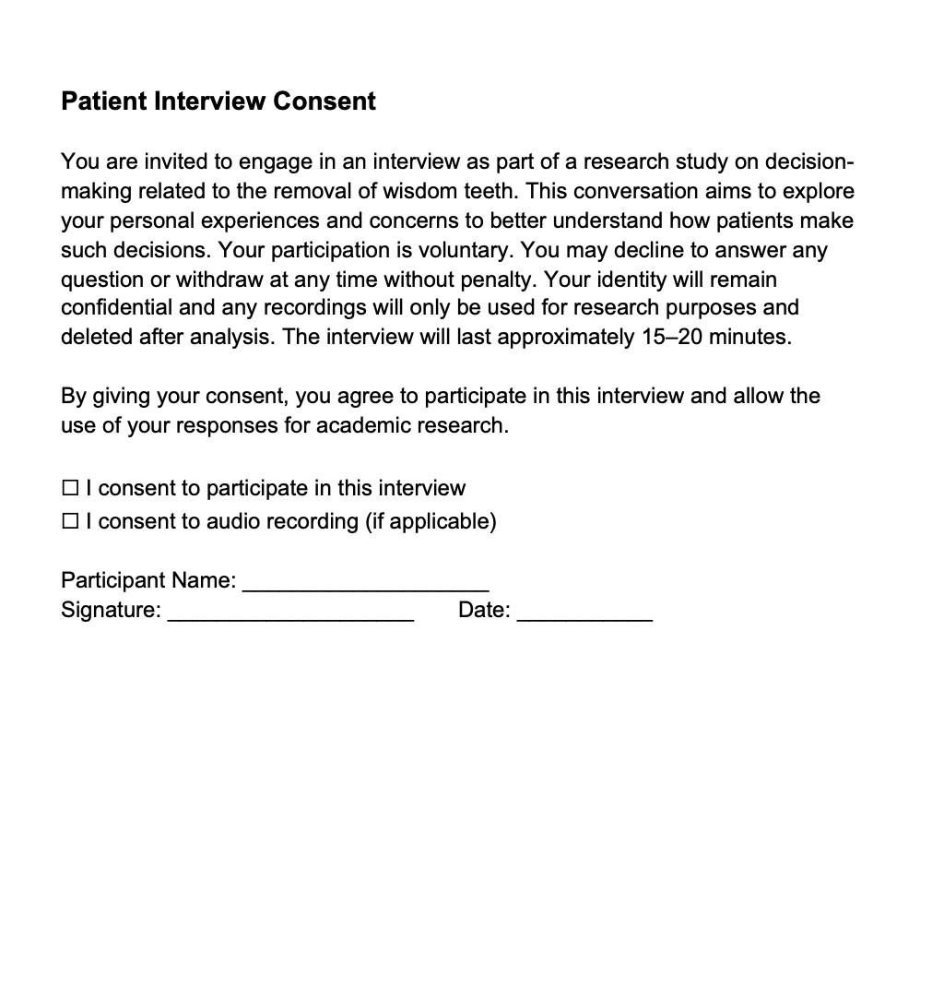 Patient Interview Consent
You are invited to engage in an interview as part of a research study on decision-
making related to the removal of wisdom teeth. This conversation aims to explore
your personal experiences and concerns to better understand how patients make
such decisions. Your participation is voluntary. You may decline to answer any
question or withdraw at any time without penalty. Your identity will remain
confidential and any recordings will only be used for research purposes and
deleted after analysis. The interview will last approximately 15–20 minutes.
By giving your consent, you agree to participate in this interview and allow the
use of your responses for academic research.
☐ I consent to participate in this interview
☐ I consent to audio recording (if applicable)
Participant Name: ____________________
Signature: ____________________ Date: ___________